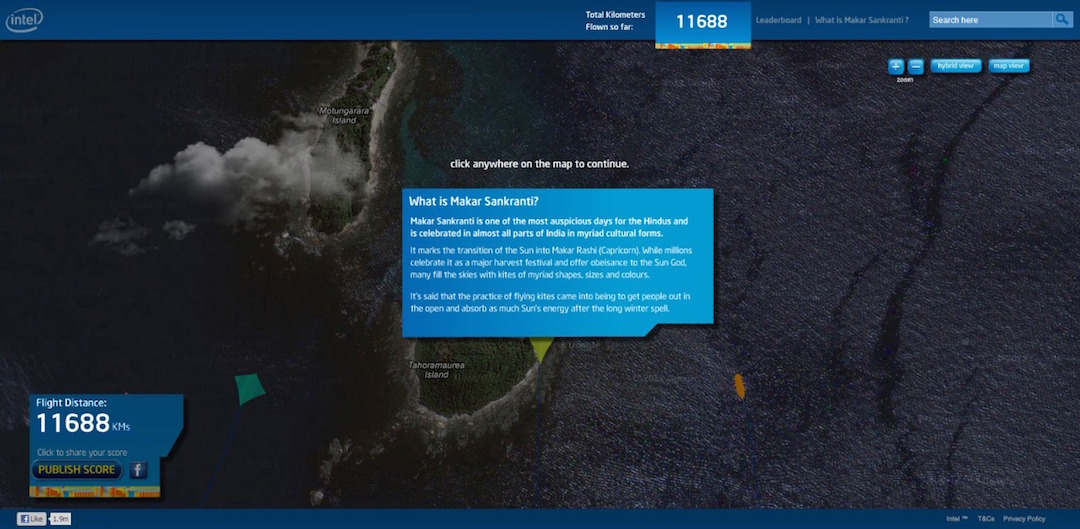 intel
Total Kilometers
Flown so far:
11688
Leaderboard | What is Makar Sankranti ?
Search here
+ −
zoom
hybrid view
map view
Motungarara
Island
click anywhere on the map to continue.
What is Makar Sankranti?
Makar Sankranti is one of the most auspicious days for the Hindus and
is celebrated in almost all parts of India in myriad cultural forms.
It marks the transition of the Sun into Makar Rashi (Capricorn). While millions
celebrate it as a major harvest festival and offer obeisance to the Sun God,
many fill the skies with kites of myriad shapes, sizes and colours.
It's said that the practice of flying kites came into being to get people out in
the open and absorb as much Sun's energy after the long winter spell.
Tahoramaurea
Island
Flight Distance:
11688 KMs
Click to share your score
PUBLISH SCORE f
f Like 1.9m
Intel ™ T&Cs Privacy Policy